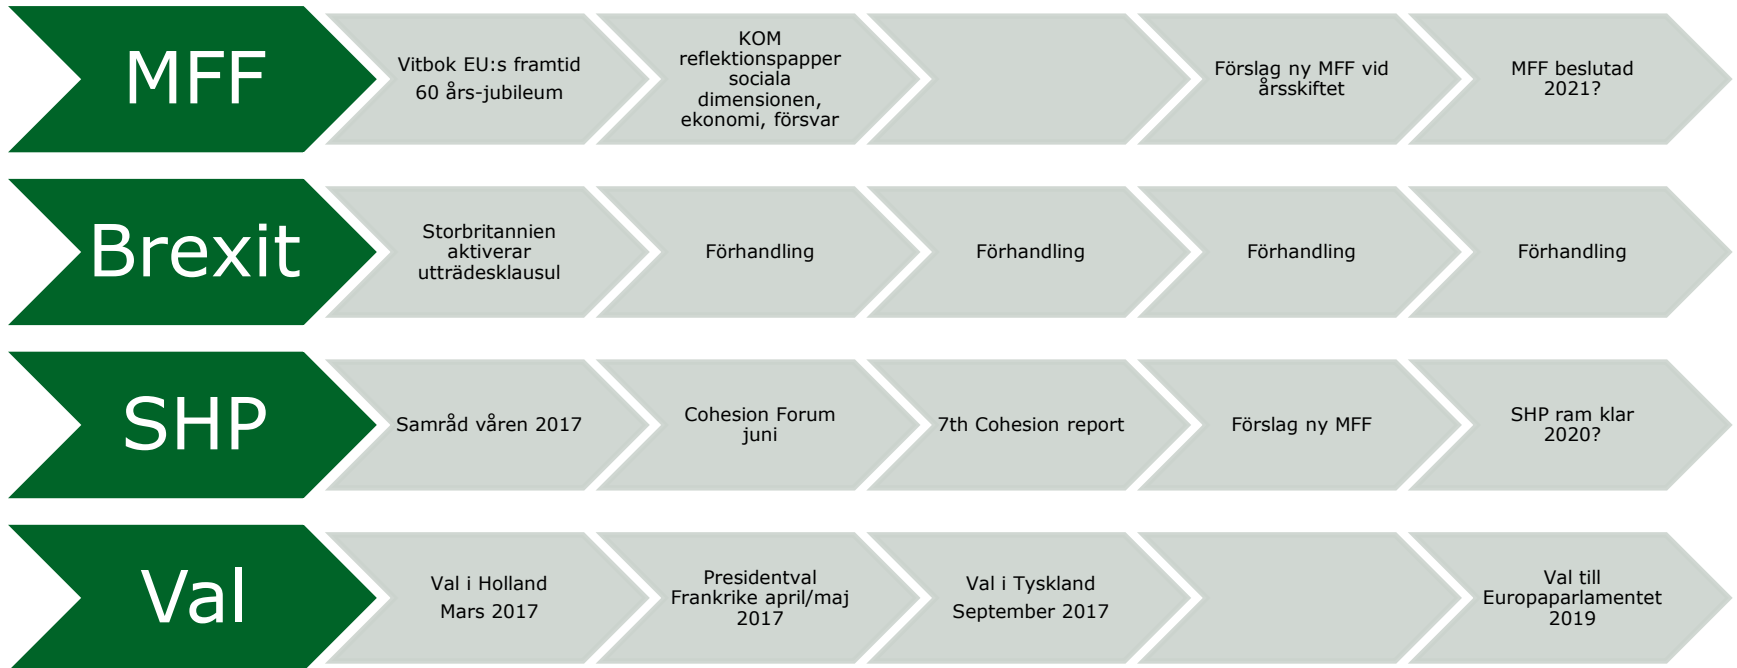 MFF
Vitbok EU:s framtid
60 års-jubileum
KOM
reflektionspapper
sociala
dimensionen,
ekonomi, försvar
Förslag ny MFF vid
årsskiftet
MFF beslutad
2021?
Brexit
Storbritannien
aktiverar
utträdesklausul
Förhandling
Förhandling
Förhandling
Förhandling
SHP
Samråd våren 2017
Cohesion Forum
juni
7th Cohesion report
Förslag ny MFF
SHP ram klar
2020?
Val
Val i Holland
Mars 2017
Presidentval
Frankrike april/maj
2017
Val i Tyskland
September 2017
Val till
Europaparlamentet
2019